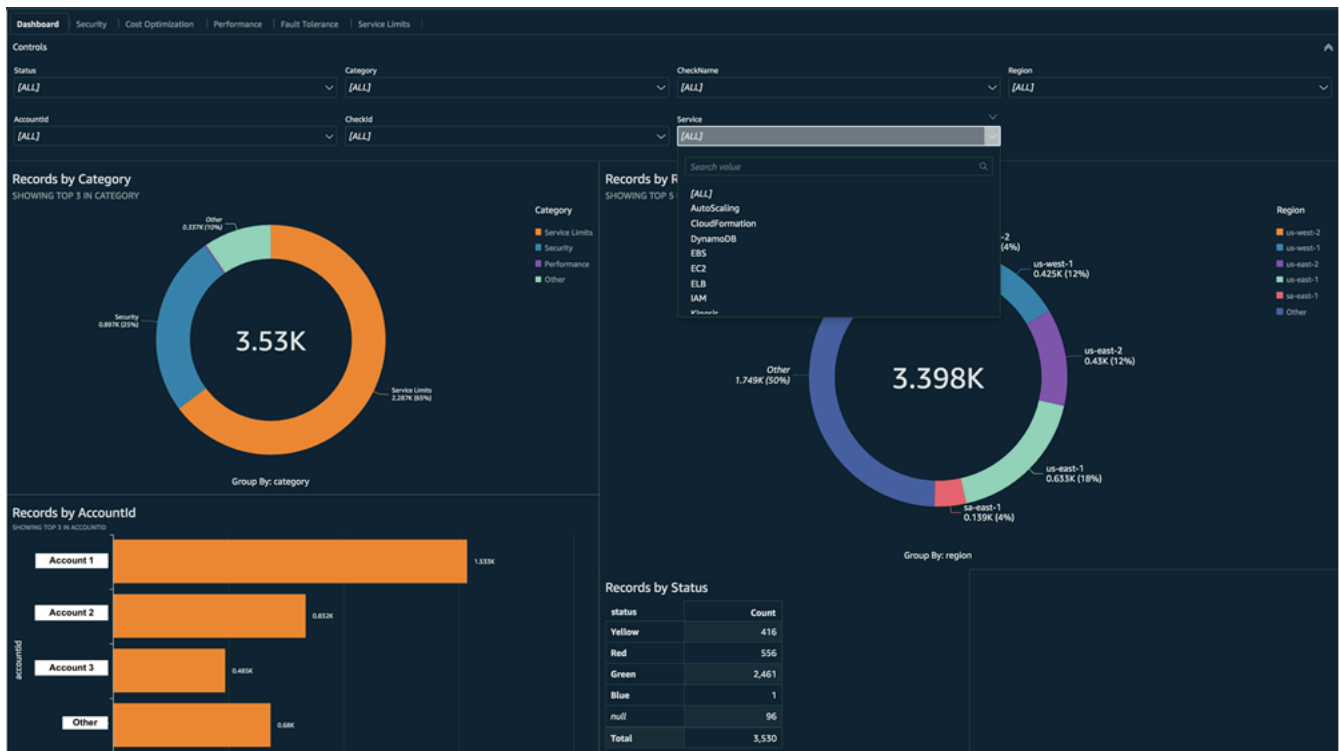 Dashboard Security Cost Optimization Performance Fault Tolerance Service Limits
Controls
Status Category CheckName Region
[ALL] [ALL] [ALL] [ALL]
AccountId CheckId Service
[ALL] [ALL] [ALL]
Search value
[ALL]
AutoScaling
CloudFormation
DynamoDB
EBS
EC2
ELB
IAM
Records by Category
SHOWING TOP 3 IN CATEGORY
Other
0.337K (10%)
Security
0.897K (25%)
3.53K
Service Limits
2.287K (65%)
Group By: category
Category
Service Limits
Security
Performance
Other
Records by R
SHOWING TOP 5
-2
(4%)
us-west-1
0.425K (12%)
us-east-2
0.43K (12%)
Other
1.749K (50%)
3.398K
us-east-1
0.633K (18%)
sa-east-1
0.139K (4%)
Group By: region
Region
us-west-2
us-west-1
us-east-2
us-east-1
sa-east-1
Other
Records by AccountId
SHOWING TOP 3 IN ACCOUNTID
accountId
Account 1 1.533K
Account 2 0.832K
Account 3 0.485K
Other 0.68K
Records by Status
status Count
Yellow 416
Red 556
Green 2,461
Blue 1
null 96
Total 3,530